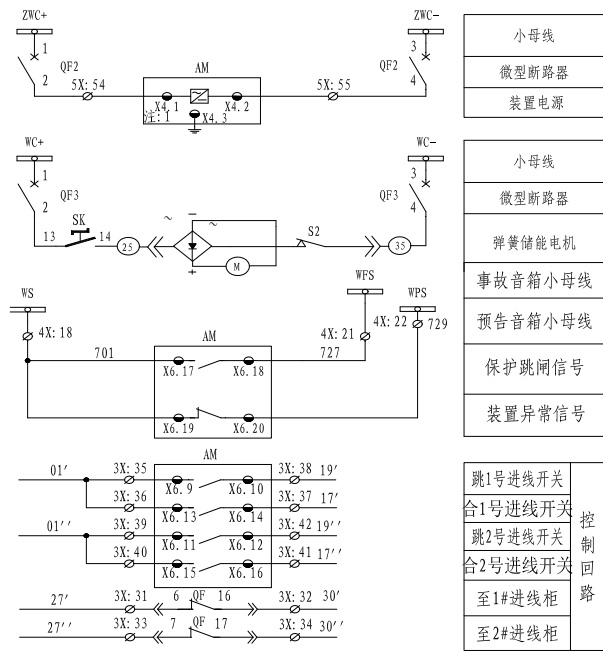 ZWC+ ZWC-
1 3
QF2 QF2
2 4
5X:54 AM 5X:55
X4.1 X4.2
注:1 X4.3
小母线
微型断路器
装置电源
WC+ WC-
1 3
QF3 QF3
2 4
SK
13 14 25 ~ ~ S2 35
M
- +
小母线
微型断路器
弹簧储能电机
事故音箱小母线
预告音箱小母线
保护跳闸信号
装置异常信号
WS WFS WPS
4X:18 4X:21 4X:22 729
701 AM 727
X6.17 X6.18
X6.19 X6.20
AM
01' 3X:35 X6.9 X6.10 3X:38 19'
3X:36 X6.13 X6.14 3X:37 17'
01'' 3X:39 X6.11 X6.12 3X:42 19''
3X:40 X6.15 X6.16 3X:41 17''
27' 3X:31 6 QF 16 3X:32 30'
27'' 3X:33 7 QF 17 3X:34 30''
跳1号进线开关
合1号进线开关
跳2号进线开关
合2号进线开关
至1#进线柜
至2#进线柜
控制回路